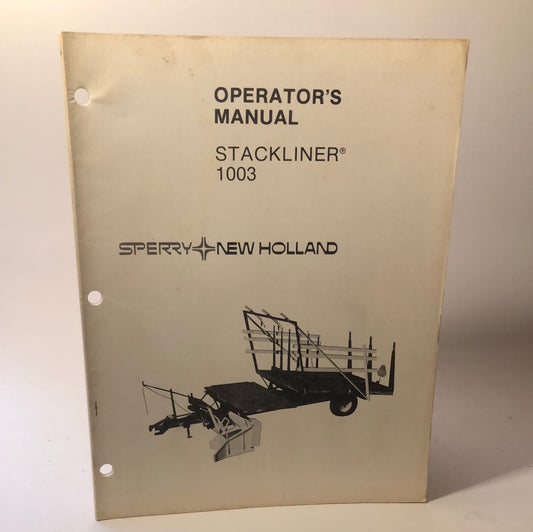 OPERATOR'S
MANUAL
STACKLINER®
1003
SPERRY NEW HOLLAND